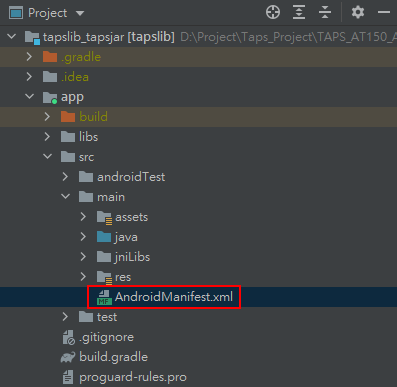 Project
tapslib_tapsjar [tapslib] D:\Project\Taps_Project\TAPS_AT150_A
.gradle
.idea
app
build
libs
src
androidTest
main
assets
java
jniLibs
res
MF AndroidManifest.xml
test
.gitignore
build.gradle
proguard-rules.pro